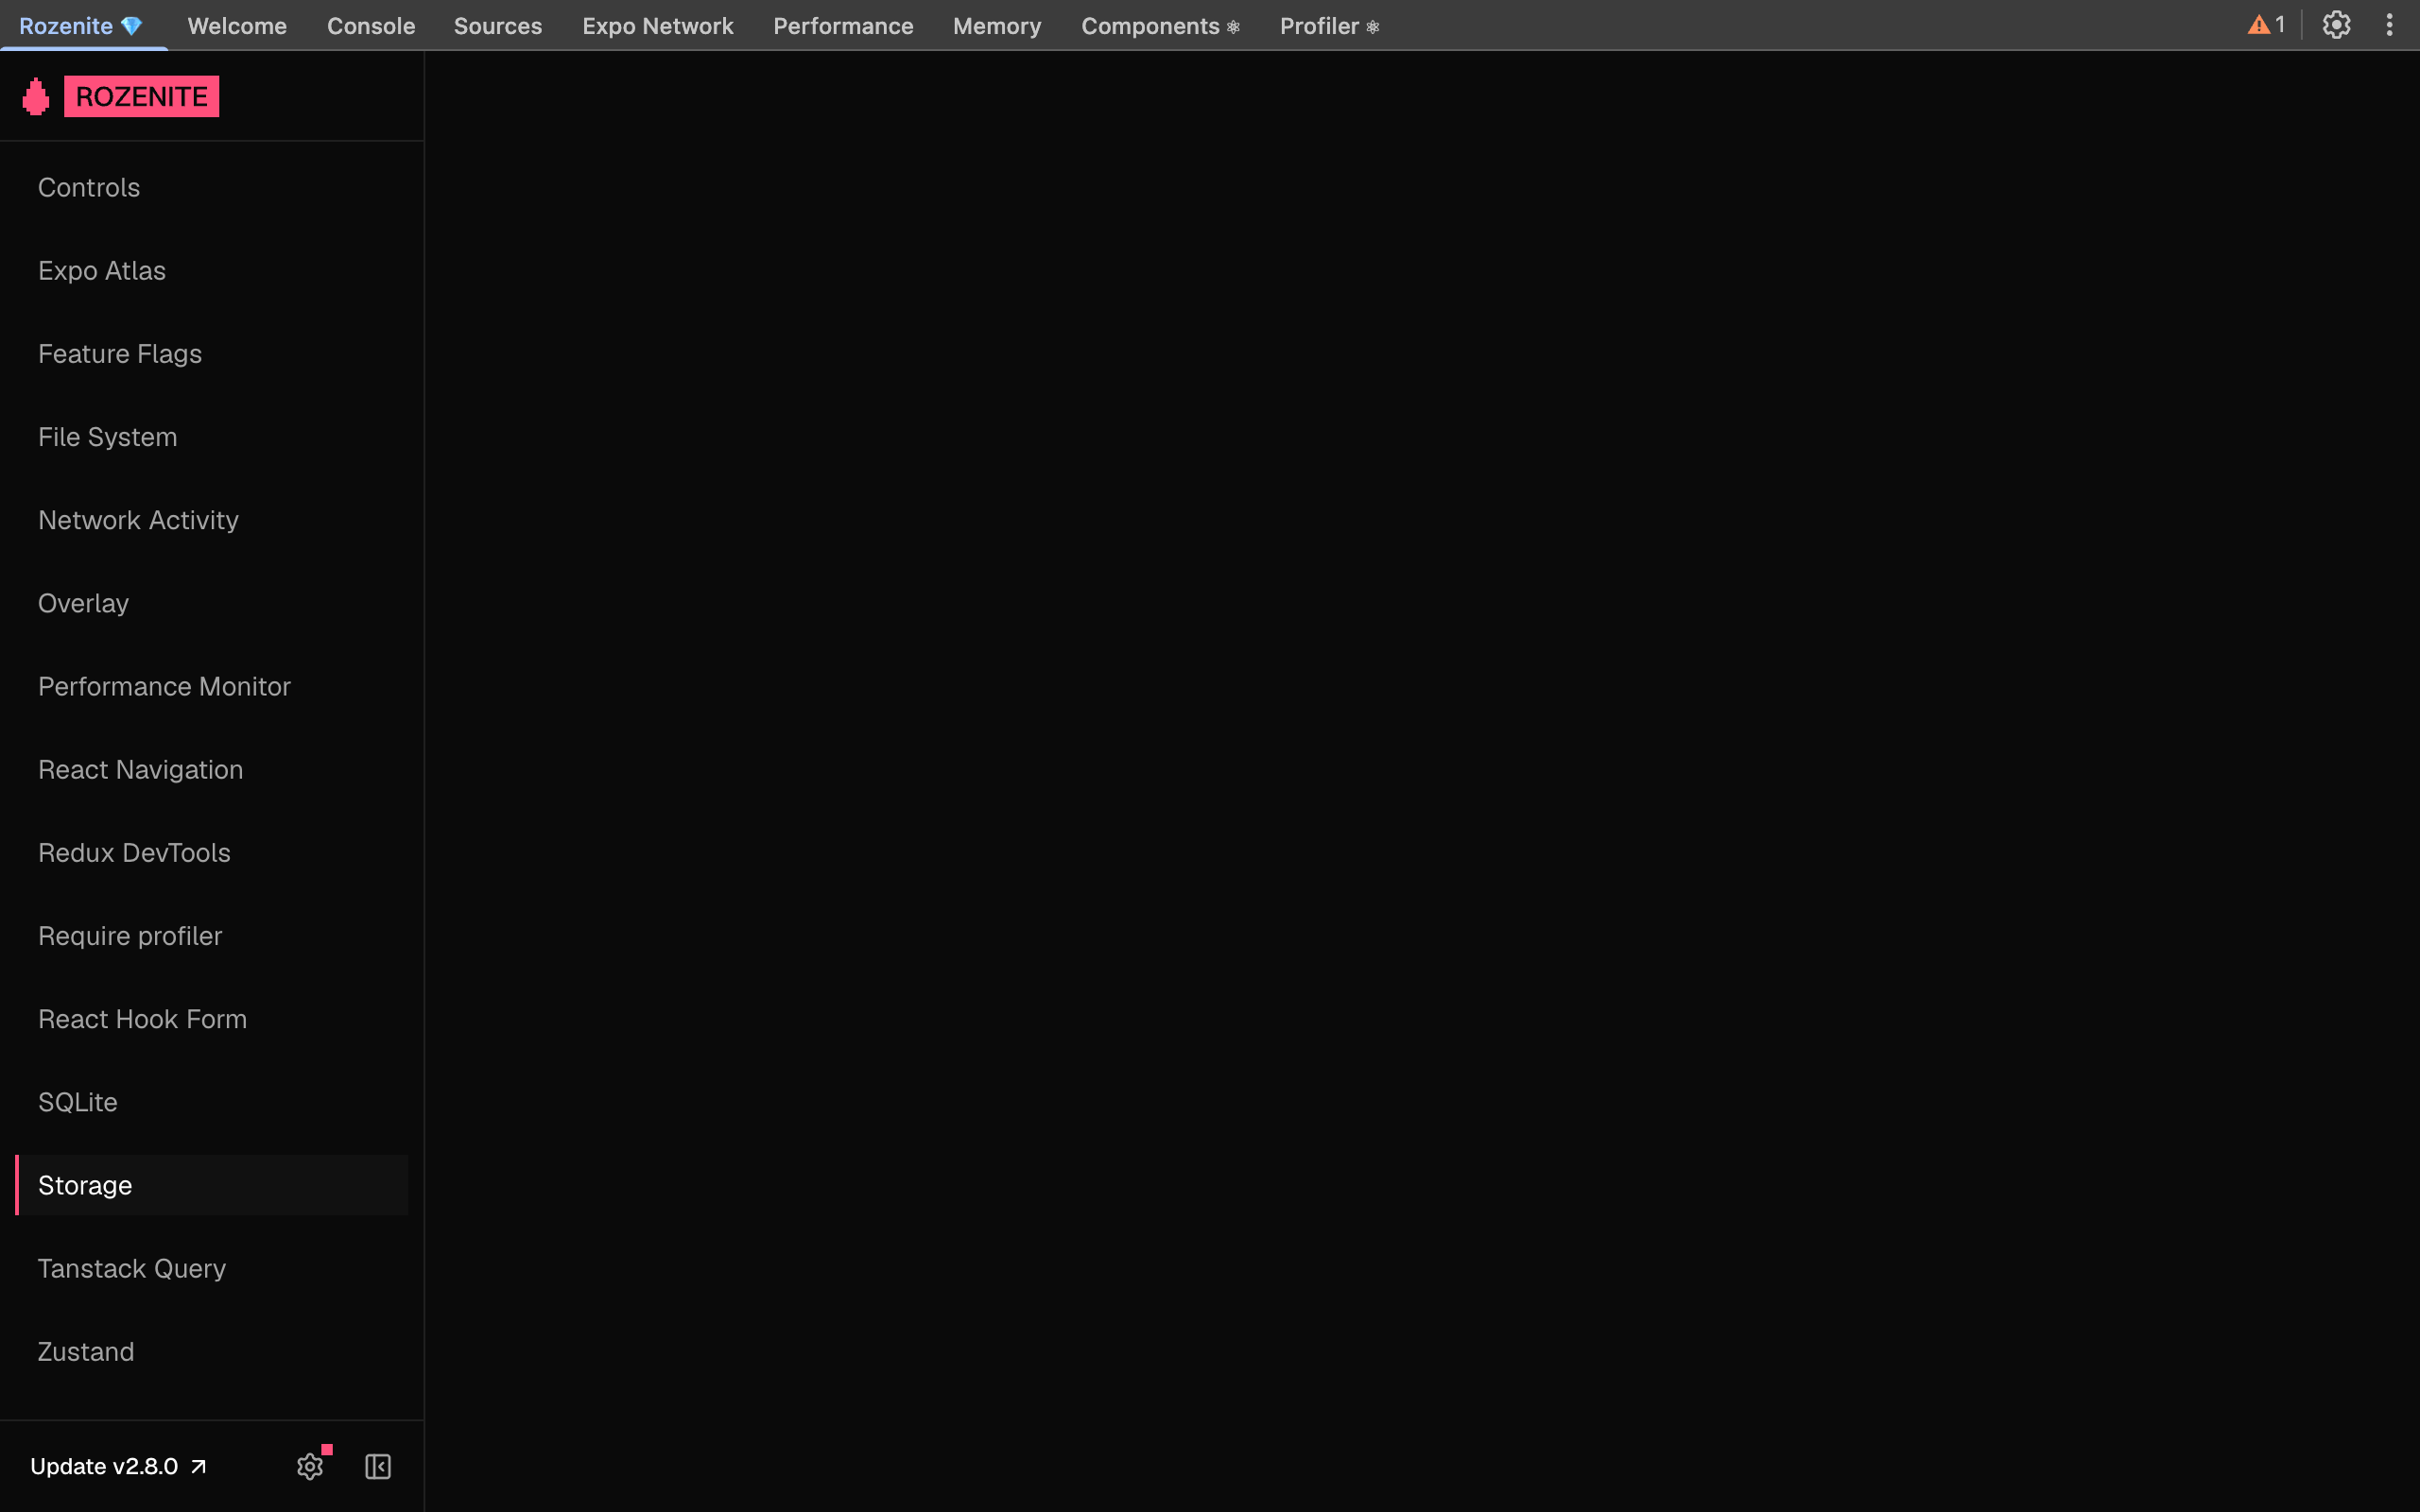 Rozenite 💎 Welcome Console Sources Expo Network Performance Memory Components ⚛ Profiler ⚛ 1
ROZENITE
Controls
Expo Atlas
Feature Flags
File System
Network Activity
Overlay
Performance Monitor
React Navigation
Redux DevTools
Require profiler
React Hook Form
SQLite
Storage
Tanstack Query
Zustand
Update v2.8.0 ↗